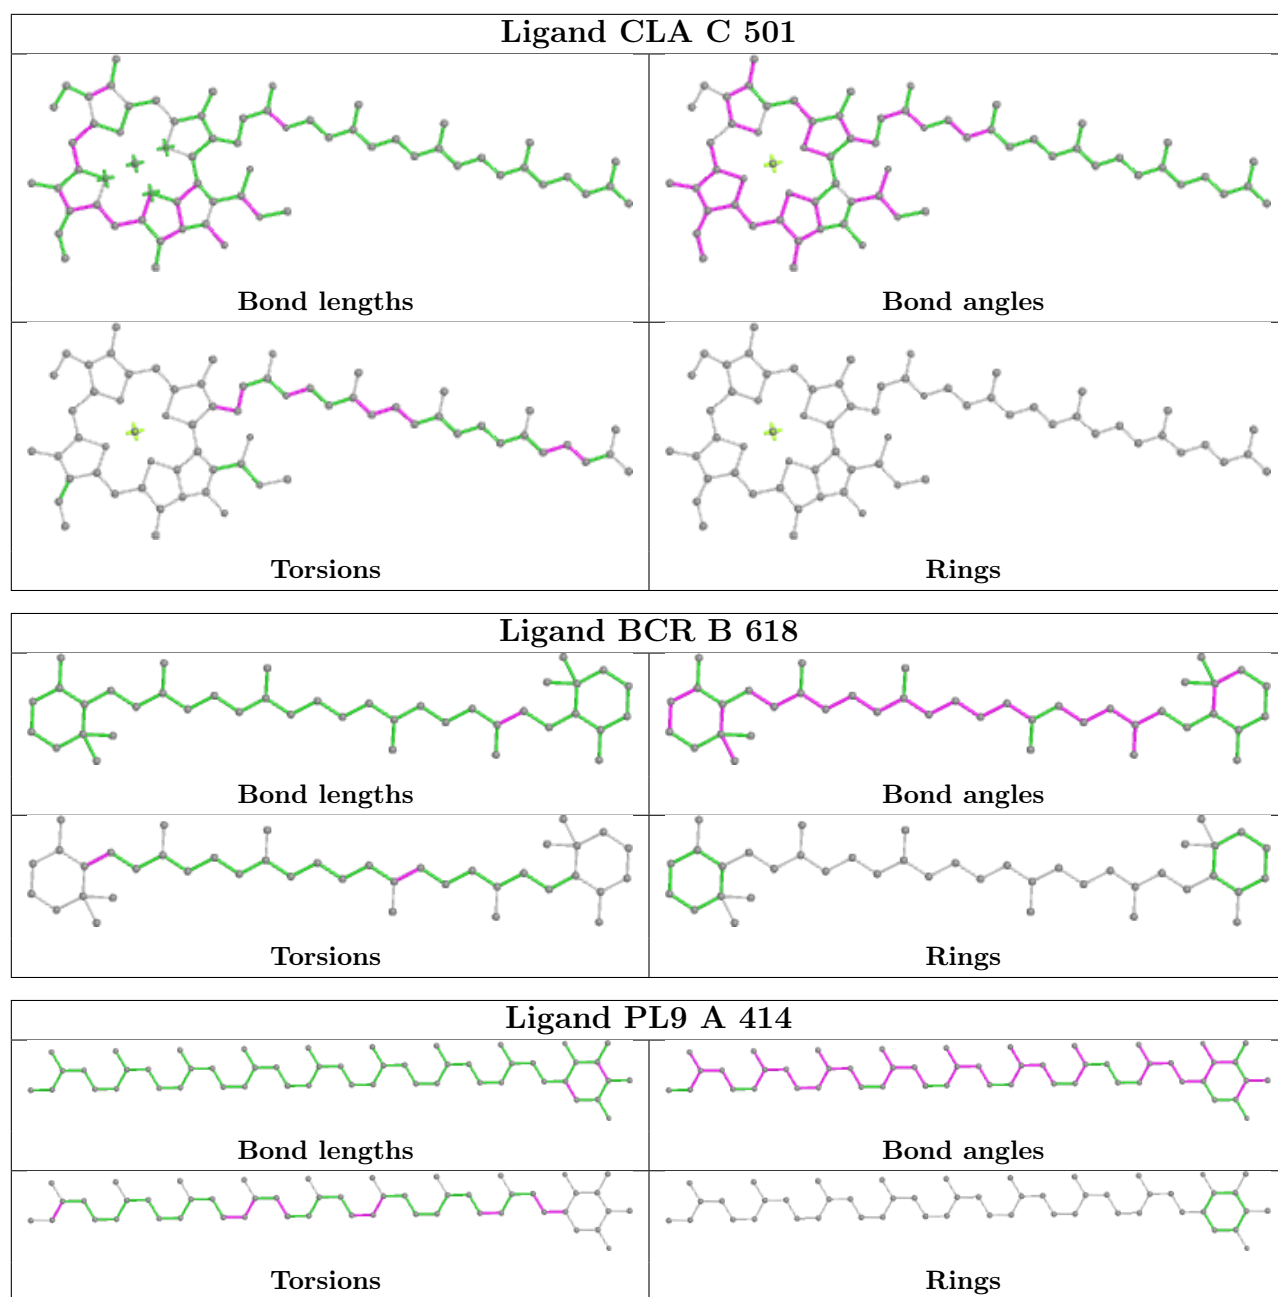 Ligand CLA C 501
Bond lengths
Bond angles
Torsions
Rings
Ligand BCR B 618
Bond lengths
Bond angles
Torsions
Rings
Ligand PL9 A 414
Bond lengths
Bond angles
Torsions
Rings